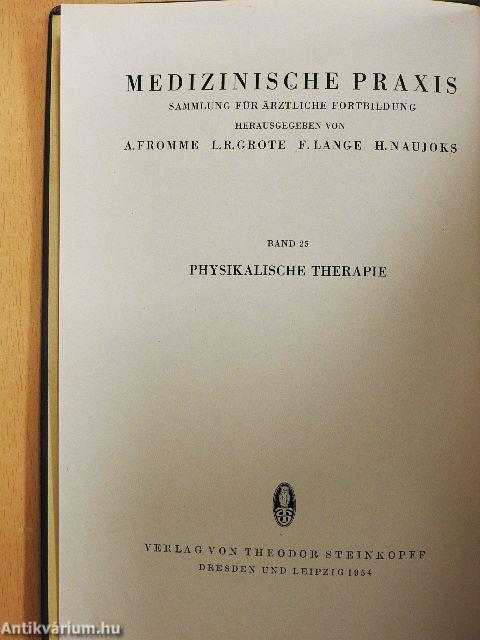 MEDIZINISCHE PRAXIS
SAMMLUNG FÜR ÄRZTLICHE FORTBILDUNG
HERAUSGEGEBEN VON
A. FROMME L. R. GROTE F. LANGE H. NAUJOKS
BAND 25
PHYSIKALISCHE THERAPIE
VERLAG VON THEODOR STEINKOPFF
DRESDEN UND LEIPZIG 1954
Antikvárium.hu